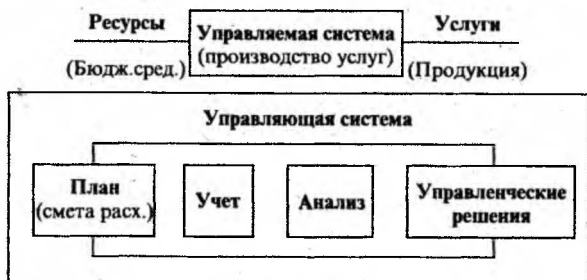 Ресурсы
Управляемая система
Услуги
(Бюдж.сред.)
(производство услуг)
(Продукция)
Управляющая система
План
(смета расх.)
Учет
Анализ
Управленческие
решения